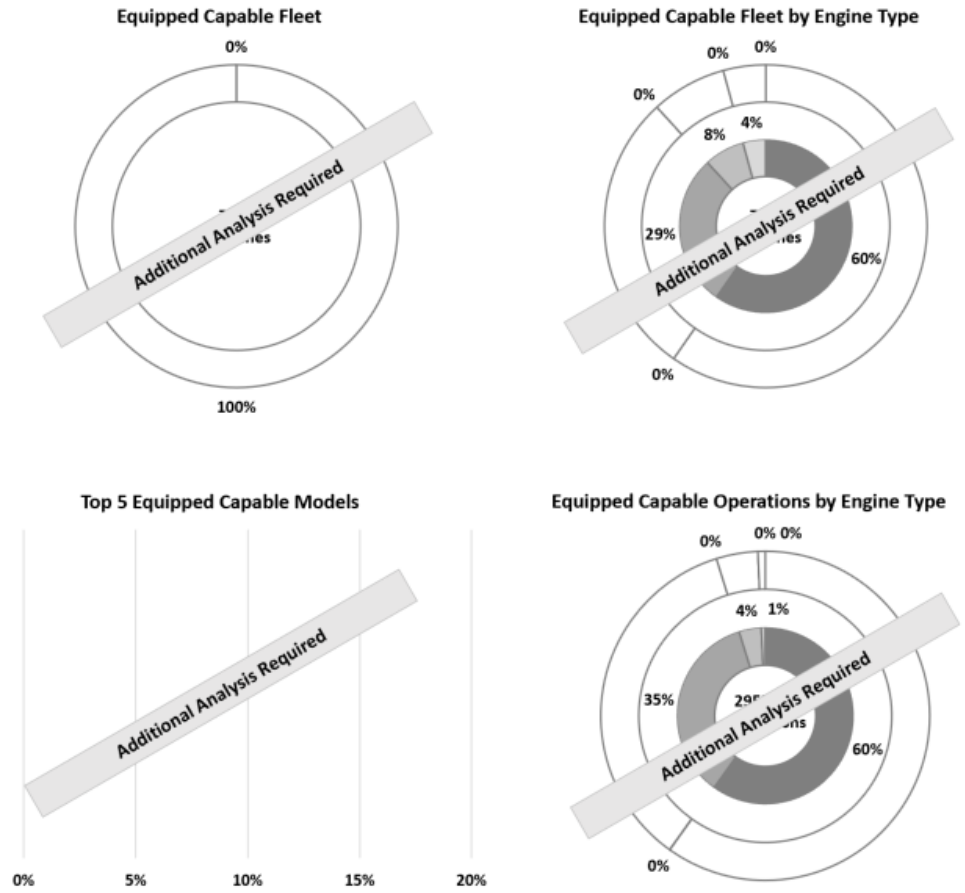 Equipped Capable Fleet
0%
Additional Analysis Required
100%
Equipped Capable Fleet by Engine Type
0%
0%
0%
8%
4%
29%
60%
Additional Analysis Required
0%
Top 5 Equipped Capable Models
Additional Analysis Required
0%
5%
10%
15%
20%
Equipped Capable Operations by Engine Type
0%
0% 0%
4%
1%
35%
60%
Additional Analysis Required
0%